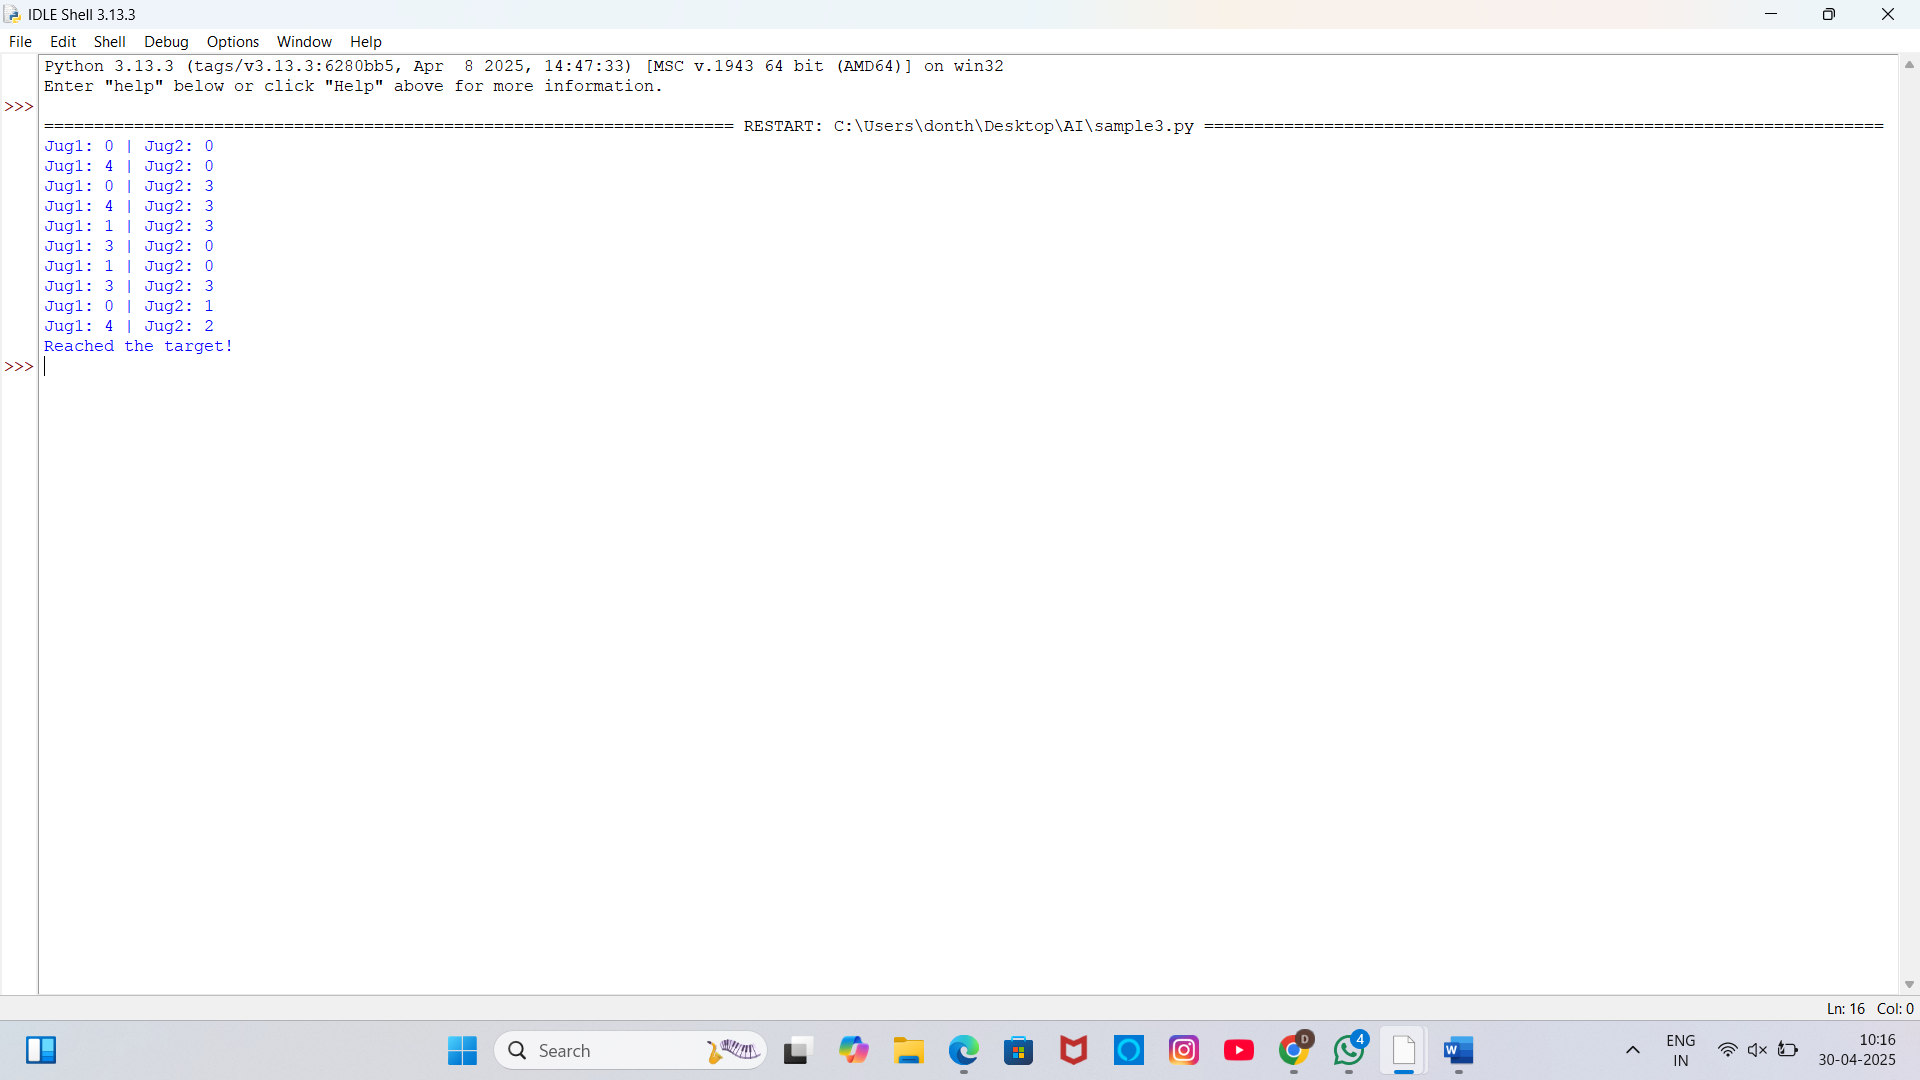 IDLE Shell 3.13.3
File Edit Shell Debug Options Window Help
Python 3.13.3 (tags/v3.13.3:6280bb5, Apr  8 2025, 14:47:33) [MSC v.1943 64 bit (AMD64)] on win32
Enter "help" below or click "Help" above for more information.
>>>
===================================================================== RESTART: C:\Users\donth\Desktop\AI\sample3.py ====================================================================
Jug1: 0 | Jug2: 0
Jug1: 4 | Jug2: 0
Jug1: 0 | Jug2: 3
Jug1: 4 | Jug2: 3
Jug1: 1 | Jug2: 3
Jug1: 3 | Jug2: 0
Jug1: 1 | Jug2: 0
Jug1: 3 | Jug2: 3
Jug1: 0 | Jug2: 1
Jug1: 4 | Jug2: 2
Reached the target!
>>>
Ln: 16 Col: 0
Search
D
4
W
ENG
IN
10:16
30-04-2025